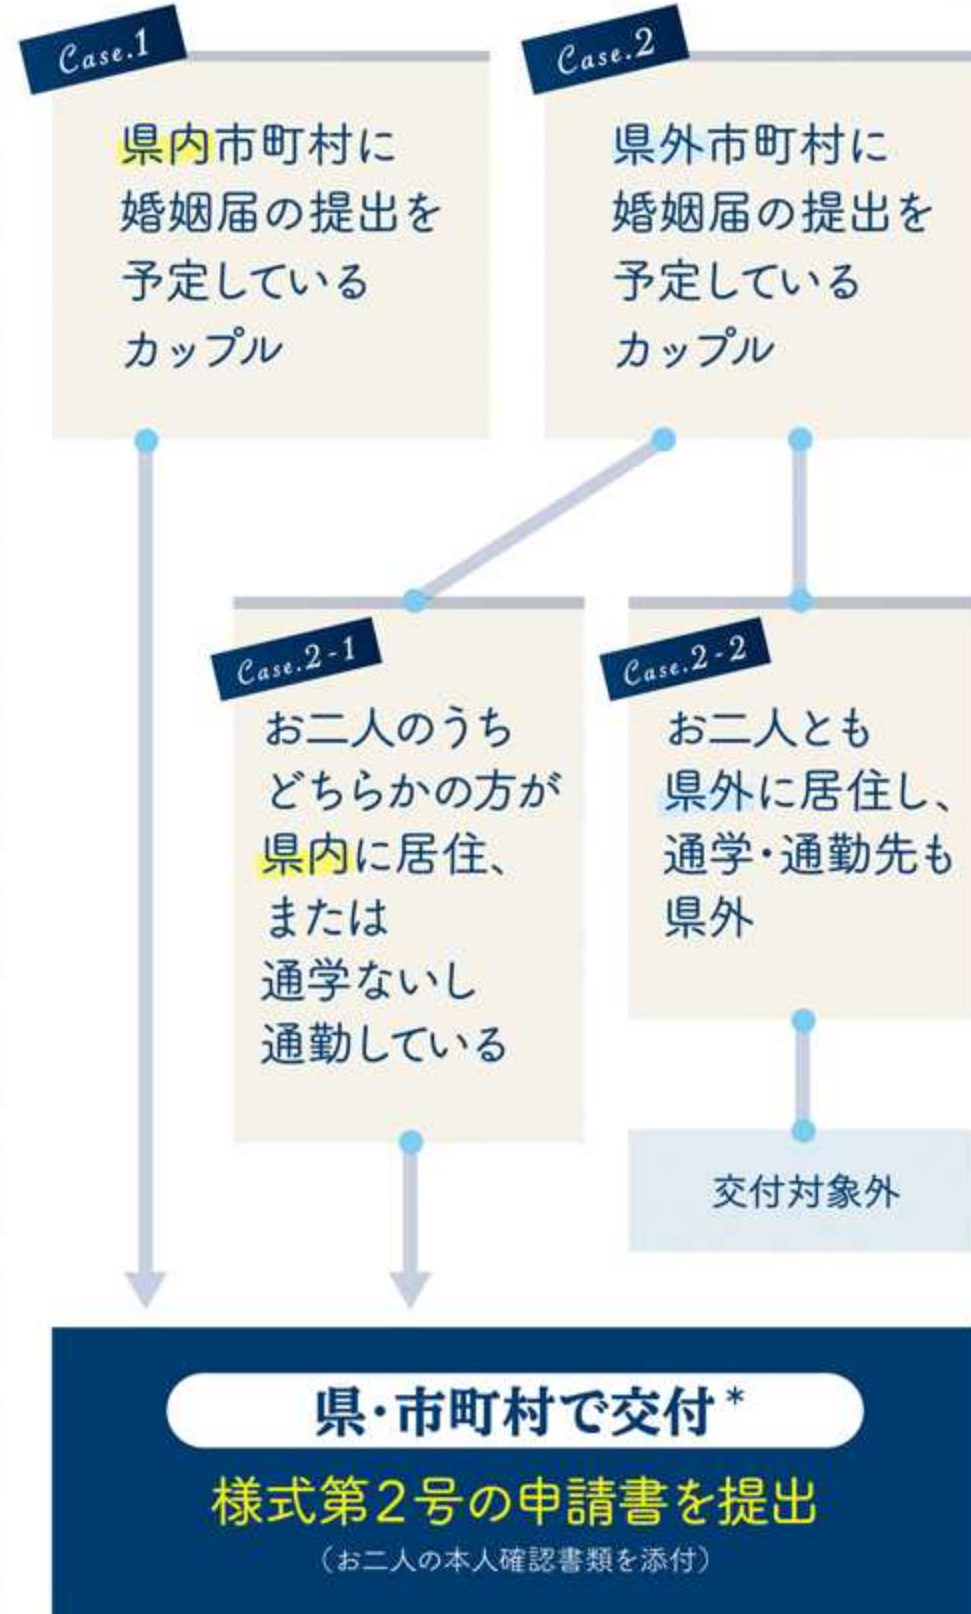 Case.1
県内市町村に
婚姻届の提出を
予定している
カップル
Case.2
県外市町村に
婚姻届の提出を
予定している
カップル
Case.2-1
お二人のうち
どちらかの方が
県内に居住、
または
通学ないし
通勤している
Case.2-2
お二人とも
県外に居住し、
通学・通勤先も
県外
交付対象外
県・市町村で交付*
様式第2号の申請書を提出
（お二人の本人確認書類を添付）